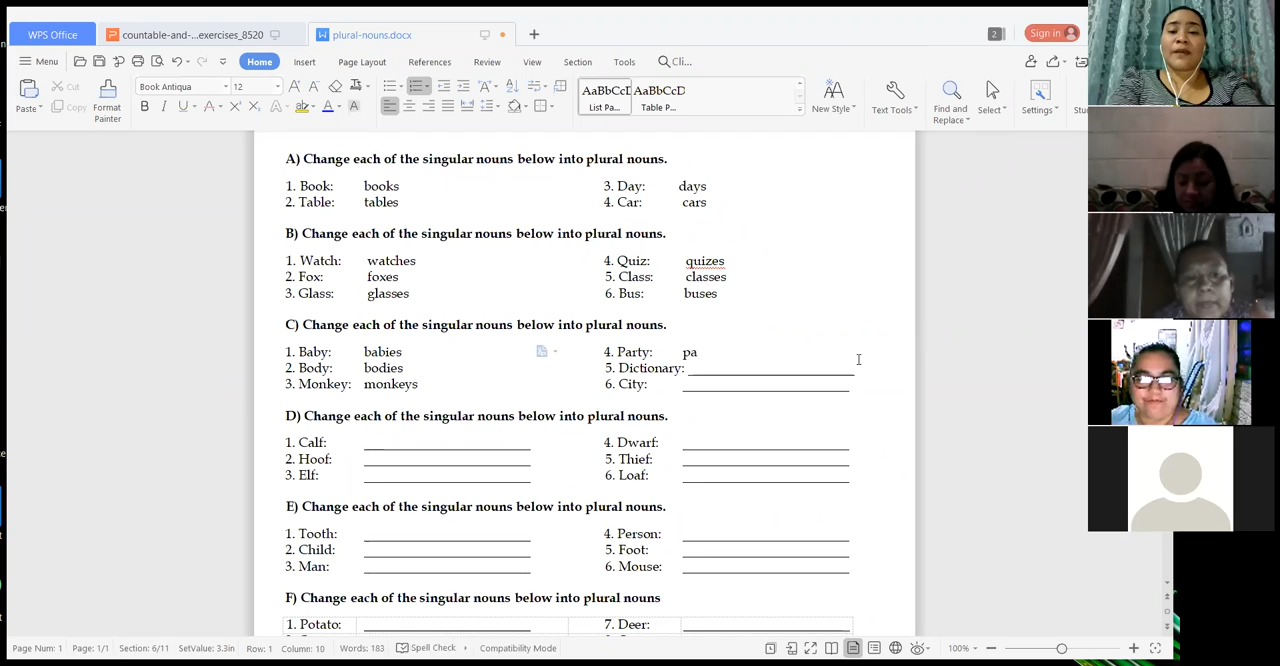 WPS Office countable-and-...exercises_8520 plural-nouns.docx 2 Sign in
Menu Home Insert Page Layout References Review View Section Tools Cli...
Paste Cut Copy Format Painter Book Antiqua 12 AaBbCcD AaBbCcD List Pa... Table P... New Style Text Tools Find and Replace Select Settings
A) Change each of the singular nouns below into plural nouns.
1. Book: books 3. Day: days
2. Table: tables 4. Car: cars
B) Change each of the singular nouns below into plural nouns.
1. Watch: watches 4. Quiz: quizes
2. Fox: foxes 5. Class: classes
3. Glass: glasses 6. Bus: buses
C) Change each of the singular nouns below into plural nouns.
1. Baby: babies 4. Party: pa
2. Body: bodies 5. Dictionary:
3. Monkey: monkeys 6. City:
D) Change each of the singular nouns below into plural nouns.
1. Calf: 4. Dwarf:
2. Hoof: 5. Thief:
3. Elf: 6. Loaf:
E) Change each of the singular nouns below into plural nouns.
1. Tooth: 4. Person:
2. Child: 5. Foot:
3. Man: 6. Mouse:
F) Change each of the singular nouns below into plural nouns
1. Potato: 7. Deer:
Page Num: 1 Page: 1/1 Section: 6/11 SetValue: 3.3in Row: 1 Column: 10 Words: 183 Spell Check Compatibility Mode 100%